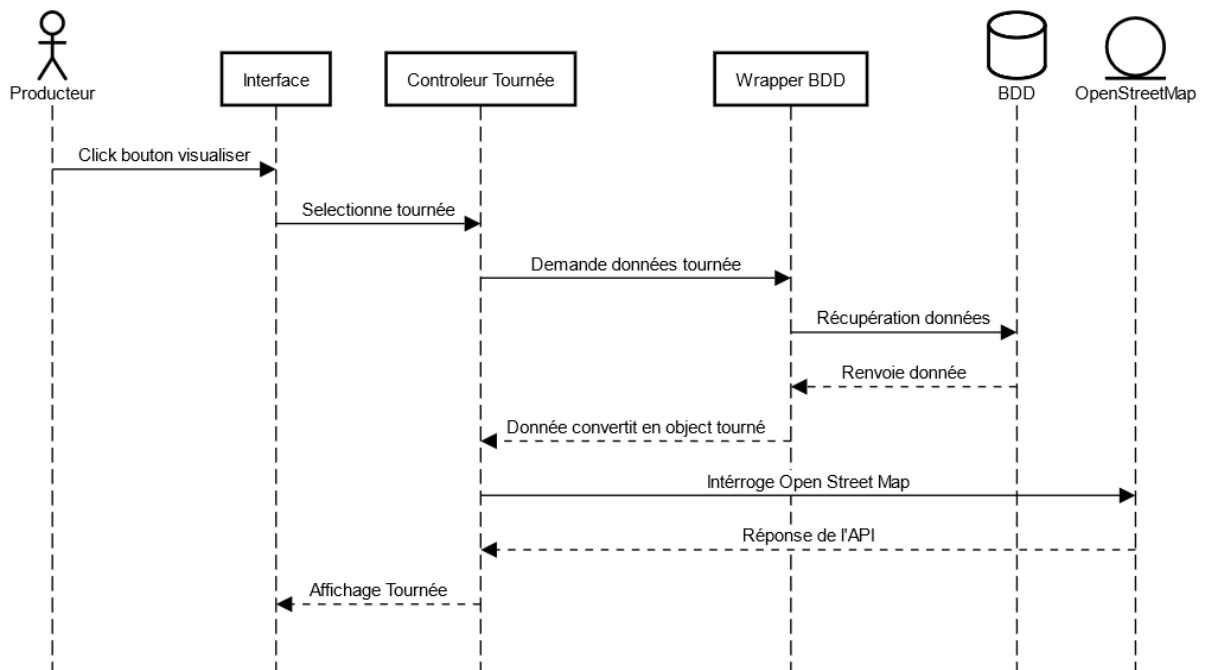 Producteur
Interface
Controleur Tournée
Wrapper BDD
BDD
OpenStreetMap
Click bouton visualiser
Selectionne tournée
Demande données tournée
Récupération données
Renvoie donnée
Donnée convertit en object tourné
Intérroge Open Street Map
Réponse de l'API
Affichage Tournée